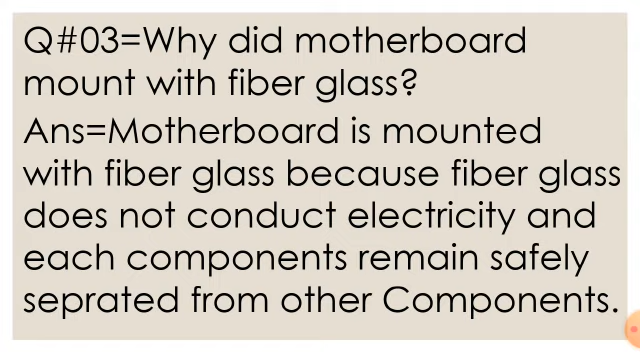 Q#03=Why did motherboard
mount with fiber glass?
Ans=Motherboard is mounted
with fiber glass because fiber glass
does not conduct electricity and
each components remain safely
seprated from other Components.